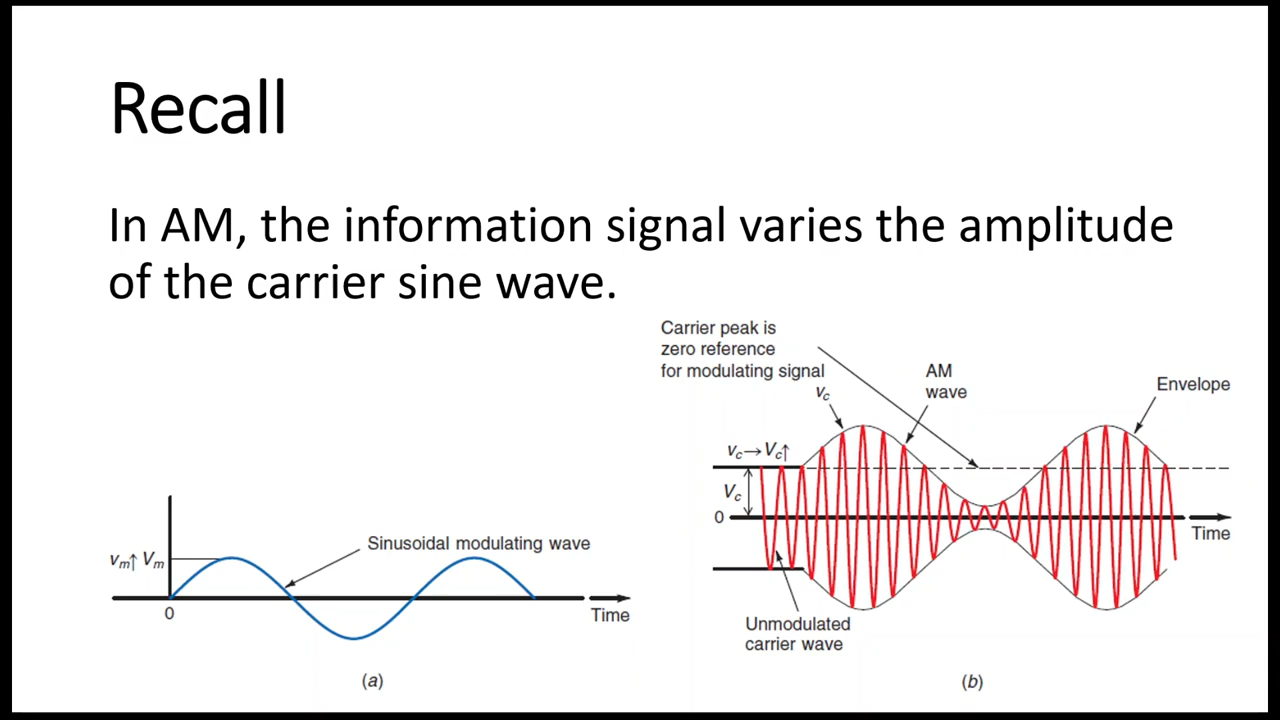 Recall
In AM, the information signal varies the amplitude
of the carrier sine wave.
Carrier peak is
zero reference
for modulating signal
vc
AM
wave
Envelope
vc→Vc↑
Vc
0
Time
Unmodulated
carrier wave
(b)
vm↑ Vm
Sinusoidal modulating wave
0
Time
(a)